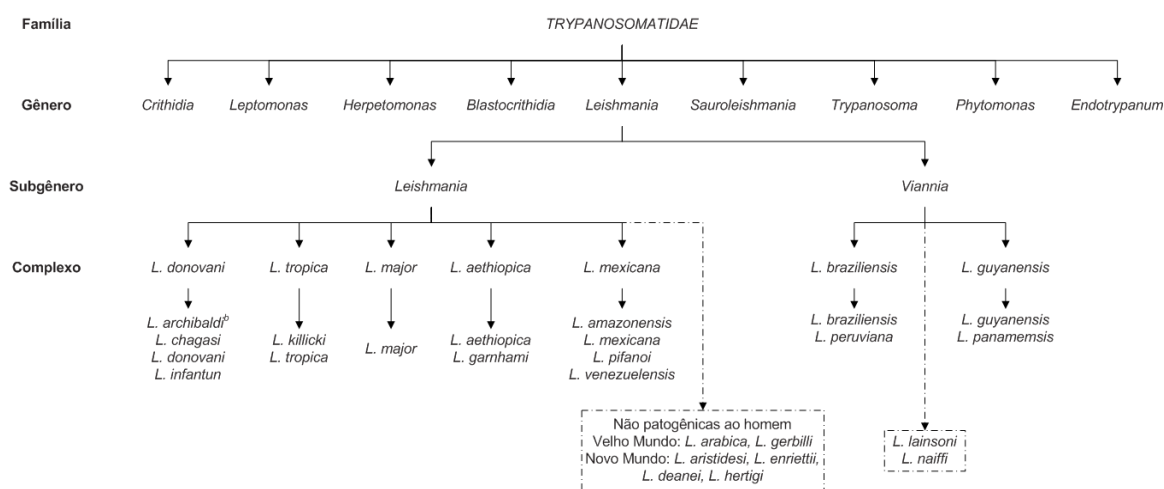 Família TRYPANOSOMATIDAE
Gênero Crithidia Leptomonas Herpetomonas Blastocrithidia Leishmania Sauroleishmania Trypanosoma Phytomonas Endotrypanum
Subgênero Leishmania Viannia
Complexo L. donovani L. tropica L. major L. aethiopica L. mexicana L. braziliensis L. guyanensis
L. archibaldiᵇ
L. chagasi
L. donovani
L. infantun
L. killicki
L. tropica
L. major
L. aethiopica
L. garnhami
L. amazonensis
L. mexicana
L. pifanoi
L. venezuelensis
L. braziliensis
L. peruviana
L. guyanensis
L. panamemsis
Não patogênicas ao homem
Velho Mundo: L. arabica, L. gerbilli
Novo Mundo: L. aristidesi, L. enriettii,
L. deanei, L. hertigi
L. lainsoni
L. naiffi